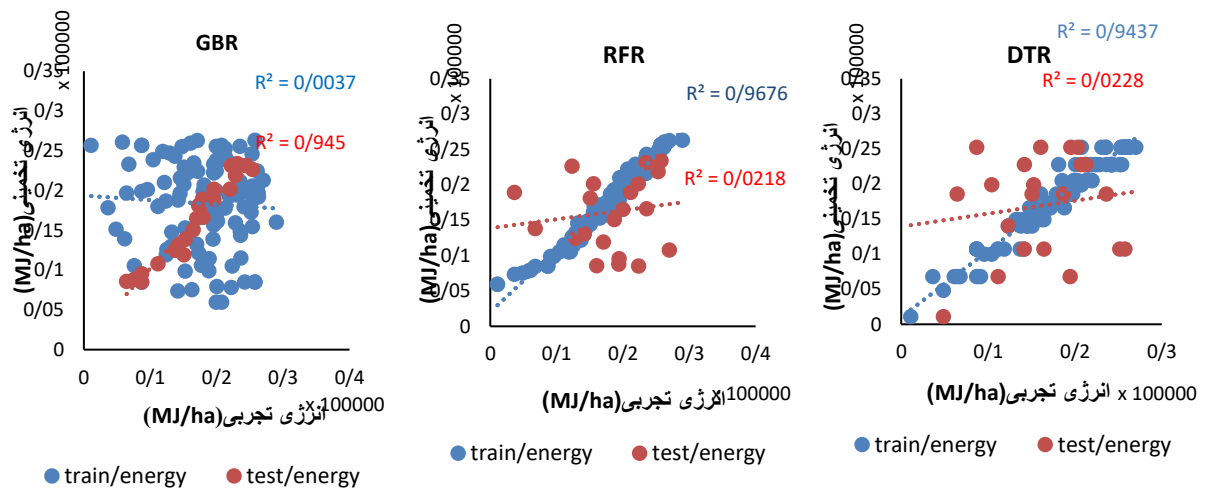 GBR
x 100000
R² = 0/0037
R² = 0/945
0/35
0/3
0/25
0/2
0/15
0/1
0/05
0
0 0/1 0/2 0/3 0/4
انرژی تخمینی(MJ/ha)
x 100000
انرژی تجربی(MJ/ha)
train/energy test/energy
RFR
x 100000
R² = 0/9676
R² = 0/0218
0/35
0/3
0/25
0/2
0/15
0/1
0/05
0
0 0/1 0/2 0/3 0/4
انرژی تخمینی(MJ/ha)
x 100000
انرژی تجربی(MJ/ha)
train/energy test/energy
DTR
x 100000
R² = 0/9437
R² = 0/0228
0/35
0/3
0/25
0/2
0/15
0/1
0/05
0
0 0/1 0/2 0/3
انرژی تخمینی(MJ/ha)
x 100000
انرژی تجربی(MJ/ha)
train/energy test/energy